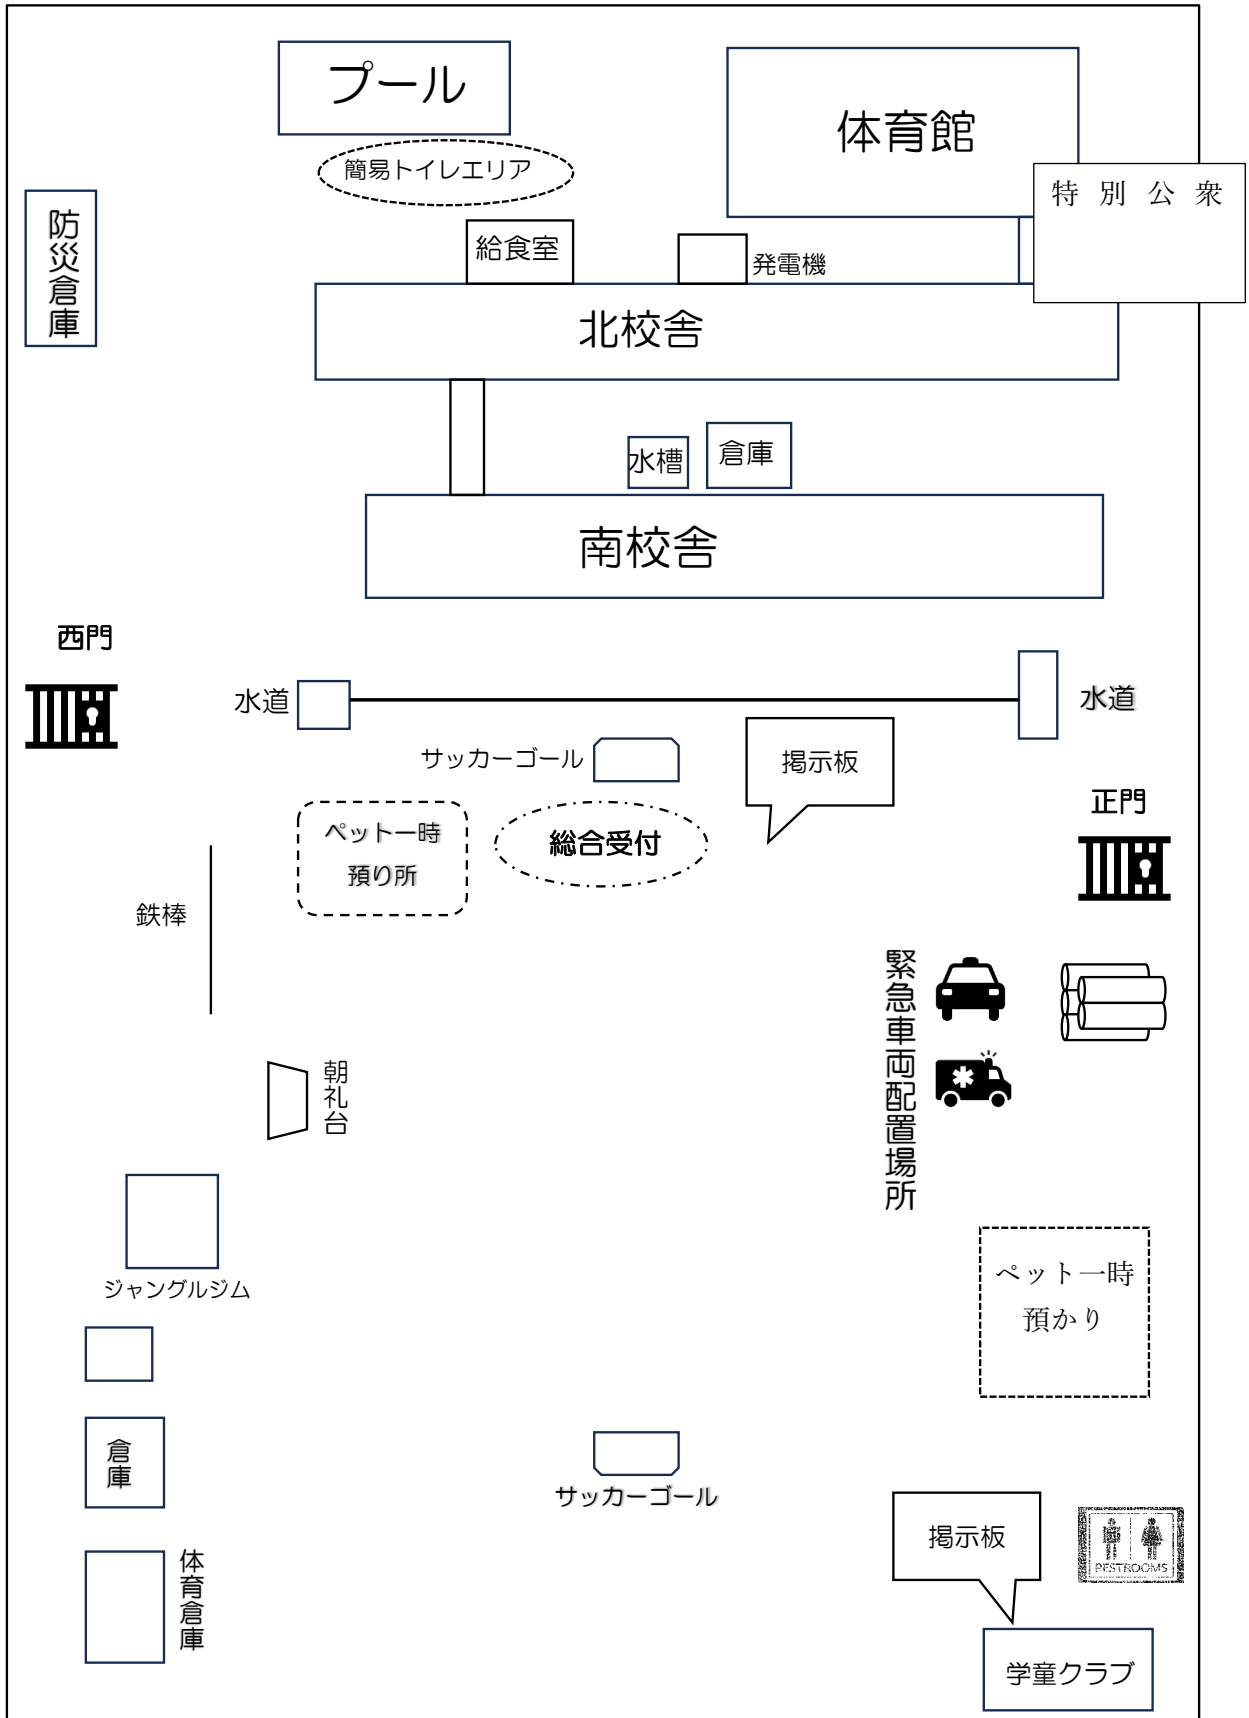 プール
体育館
簡易トイレエリア
特別公衆
防災倉庫
給食室
発電機
北校舎
水槽
倉庫
南校舎
西門
水道
水道
サッカーゴール
掲示板
正門
ペット一時
預り所
総合受付
鉄棒
緊急車両配置場所
朝礼台
ジャングルジム
ペット一時
預かり
倉庫
サッカーゴール
掲示板
RESTROOMS
体育倉庫
学童クラブ